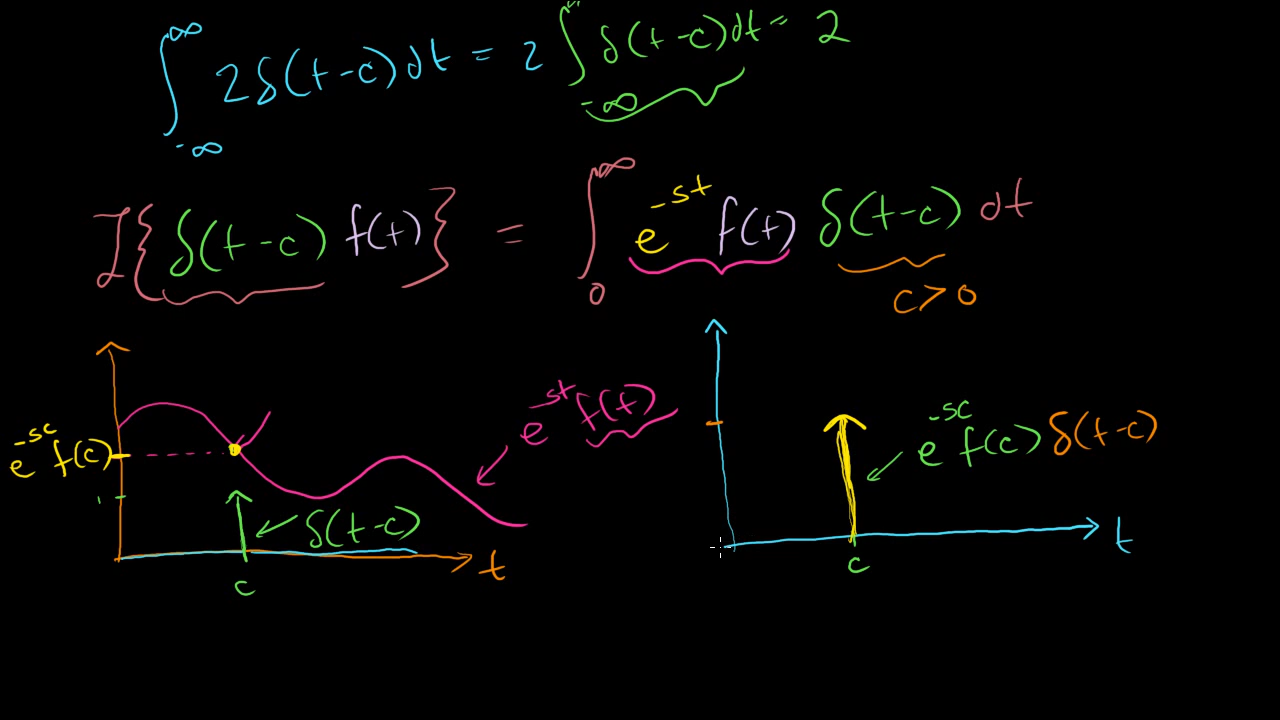 ∫_{-∞}^{∞} 2δ(t-c)dt = 2 ∫_{-∞}^{∞} δ(t-c)dt = 2
ℒ{δ(t-c) f(t)} = ∫_0^∞ e^{-st} f(t) δ(t-c) dt
c > 0
e^{-st} f(t)
e^{-sc} f(c)
δ(t-c)
c
t
e^{-sc} f(c) δ(t-c)
c
t